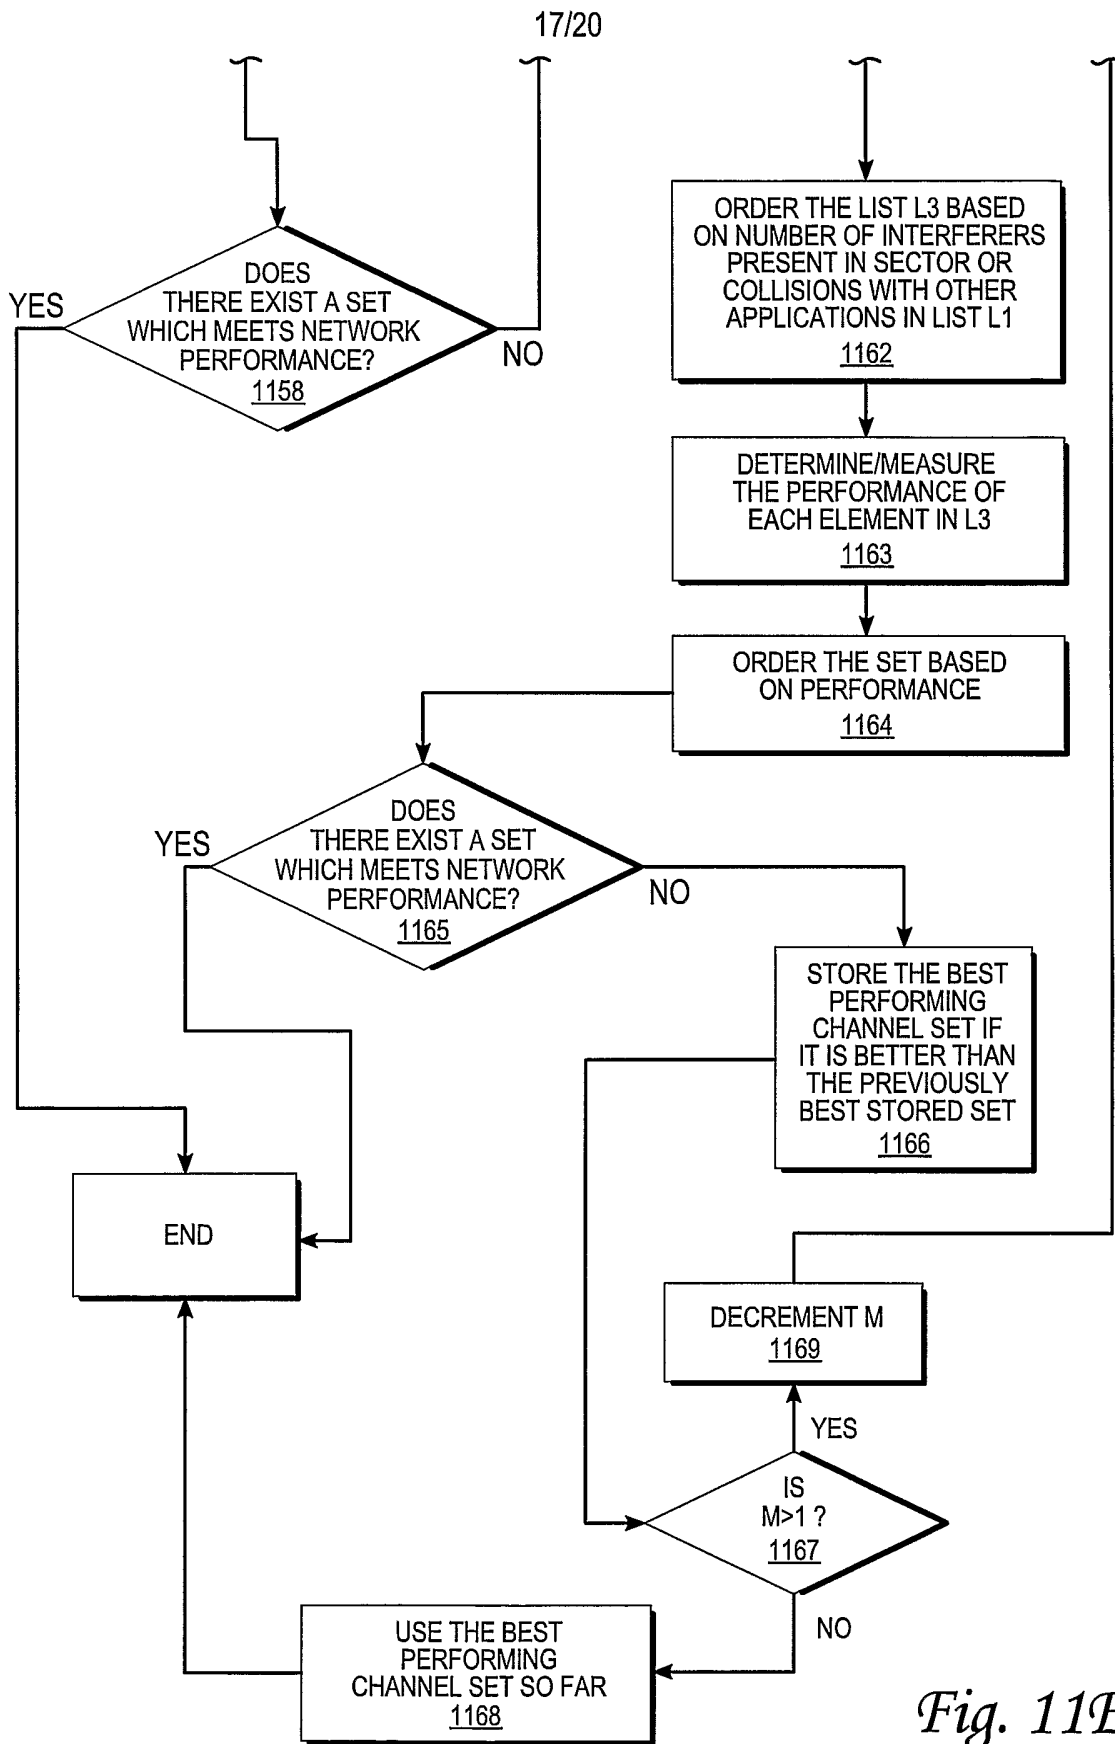 17/20
DOES
THERE EXIST A SET
WHICH MEETS NETWORK
PERFORMANCE?
1158
YES
NO
ORDER THE LIST L3 BASED
ON NUMBER OF INTERFERERS
PRESENT IN SECTOR OR
COLLISIONS WITH OTHER
APPLICATIONS IN LIST L1
1162
DETERMINE/MEASURE
THE PERFORMANCE OF
EACH ELEMENT IN L3
1163
ORDER THE SET BASED
ON PERFORMANCE
1164
DOES
THERE EXIST A SET
WHICH MEETS NETWORK
PERFORMANCE?
1165
YES
NO
STORE THE BEST
PERFORMING
CHANNEL SET IF
IT IS BETTER THAN
THE PREVIOUSLY
BEST STORED SET
1166
END
DECREMENT M
1169
YES
IS
M>1 ?
1167
NO
USE THE BEST
PERFORMING
CHANNEL SET SO FAR
1168
Fig. 11E